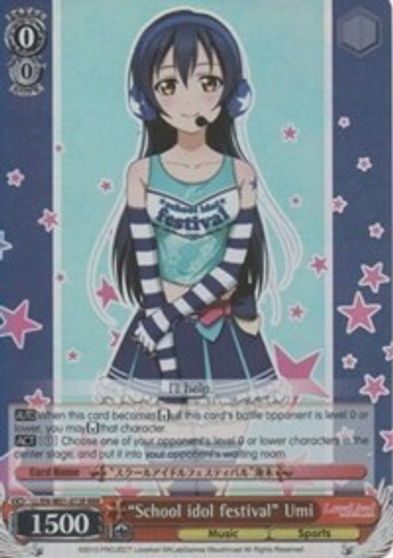 0
0
school idol
festival
I'll help.
AUTO When this card becomes [ ] if this card's battle opponent is level 0 or
lower, you may [ ] that character.
ACT [(1)] Choose one of your opponent's level 0 or lower characters in the
center stage, and put it into your opponent's waiting room.
Card Name "スクールアイドルフェスティバル" 海未
1500
"School idol festival" Umi
Music Sports